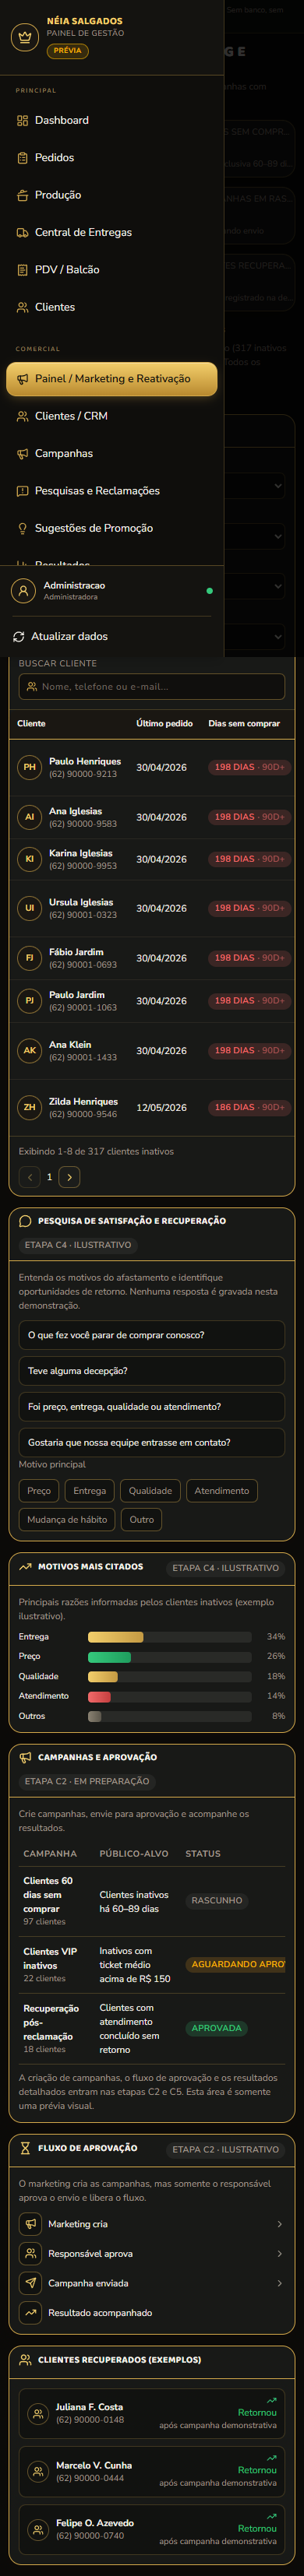 NÉIA SALGADOS
PAINEL DE GESTÃO
PRÉVIA
PRINCIPAL
Dashboard
Pedidos
Produção
Central de Entregas
PDV / Balcão
Clientes
COMERCIAL
Painel / Marketing e Reativação
Clientes / CRM
Campanhas
Pesquisas e Reclamações
Sugestões de Promoção
Resultados
Administracao
Administradora
Atualizar dados
BUSCAR CLIENTE
Nome, telefone ou e-mail...
Cliente Último pedido Dias sem comprar
PH Paulo Henriques
(62) 90000-9213
30/04/2026
198 DIAS · 90D+
AI Ana Iglesias
(62) 90000-9583
30/04/2026
198 DIAS · 90D+
KI Karina Iglesias
(62) 90000-9953
30/04/2026
198 DIAS · 90D+
UI Ursula Iglesias
(62) 90001-0323
30/04/2026
198 DIAS · 90D+
FJ Fábio Jardim
(62) 90001-0693
30/04/2026
198 DIAS · 90D+
PJ Paulo Jardim
(62) 90001-1063
30/04/2026
198 DIAS · 90D+
AK Ana Klein
(62) 90001-1433
30/04/2026
198 DIAS · 90D+
ZH Zilda Henriques
(62) 90000-9546
12/05/2026
186 DIAS · 90D+
Exibindo 1-8 de 317 clientes inativos
1
PESQUISA DE SATISFAÇÃO E RECUPERAÇÃO
ETAPA C4 · ILUSTRATIVO
Entenda os motivos do afastamento e identifique
oportunidades de retorno. Nenhuma resposta é gravada nesta
demonstração.
O que fez você parar de comprar conosco?
Teve alguma decepção?
Foi preço, entrega, qualidade ou atendimento?
Gostaria que nossa equipe entrasse em contato?
Motivo principal
Preço Entrega Qualidade Atendimento
Mudança de hábito Outro
MOTIVOS MAIS CITADOS
ETAPA C4 · ILUSTRATIVO
Principais razões informadas pelos clientes inativos (exemplo
ilustrativo).
Entrega 34%
Preço 26%
Qualidade 18%
Atendimento 14%
Outros 8%
CAMPANHAS E APROVAÇÃO
ETAPA C2 · EM PREPARAÇÃO
Crie campanhas, envie para aprovação e acompanhe os
resultados.
CAMPANHA PÚBLICO-ALVO STATUS
Clientes 60
dias sem
comprar
97 clientes
Clientes inativos
há 60–89 dias
RASCUNHO
Clientes VIP
inativos
22 clientes
Inativos com
ticket médio
acima de R$ 150
AGUARDANDO APRO
Recuperação
pós-
reclamação
18 clientes
Clientes com
atendimento
concluído sem
retorno
APROVADA
A criação de campanhas, o fluxo de aprovação e os resultados
detalhados entram nas etapas C2 e C5. Esta área é somente
uma prévia visual.
FLUXO DE APROVAÇÃO
ETAPA C2 · ILUSTRATIVO
O marketing cria as campanhas, mas somente o responsável
aprova o envio e libera o fluxo.
Marketing cria
Responsável aprova
Campanha enviada
Resultado acompanhado
CLIENTES RECUPERADOS (EXEMPLOS)
Juliana F. Costa
(62) 90000-0148
Retornou
após campanha demonstrativa
Marcelo V. Cunha
(62) 90000-0444
Retornou
após campanha demonstrativa
Felipe O. Azevedo
(62) 90000-0740
Retornou
após campanha demonstrativa